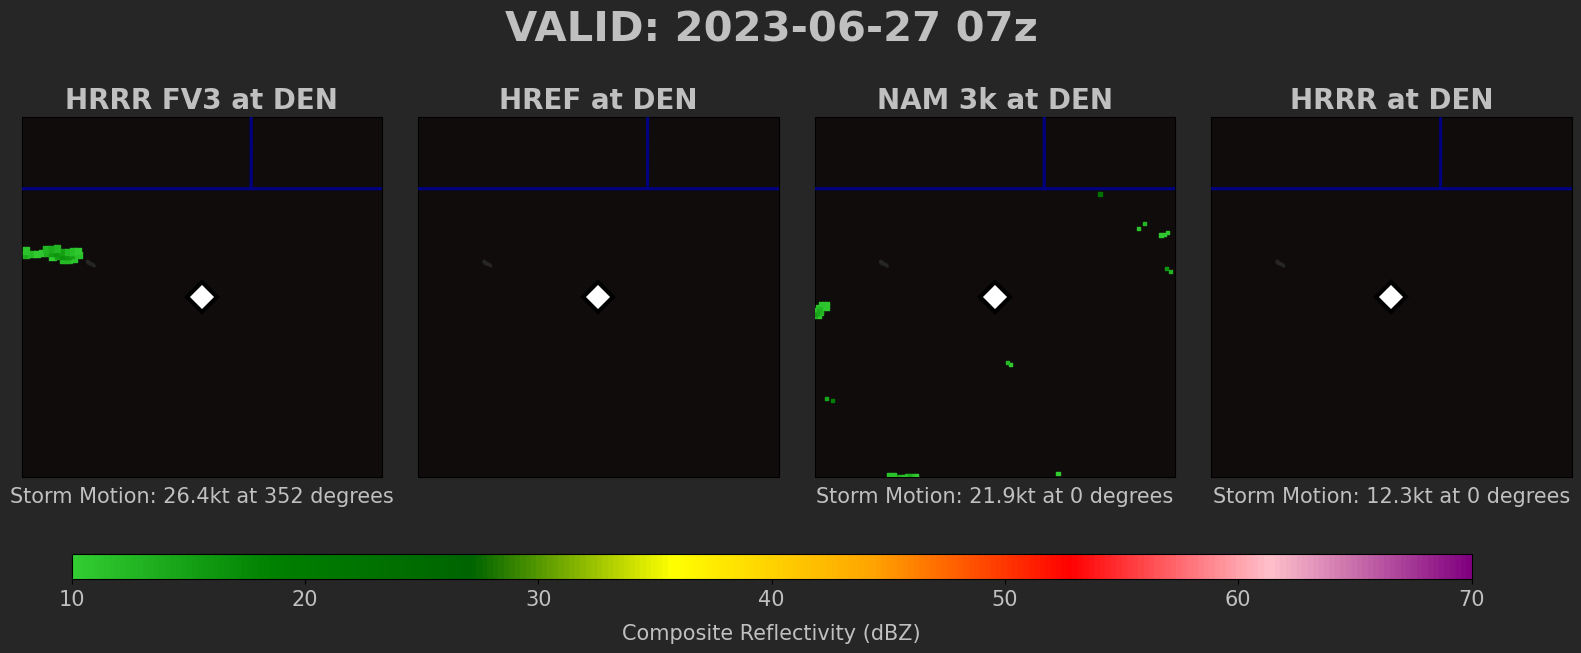 VALID: 2023-06-27 07z
HRRR FV3 at DEN
HREF at DEN
NAM 3k at DEN
HRRR at DEN
Storm Motion: 26.4kt at 352 degrees
Storm Motion: 21.9kt at 0 degrees
Storm Motion: 12.3kt at 0 degrees
10 20 30 40 50 60 70
Composite Reflectivity (dBZ)